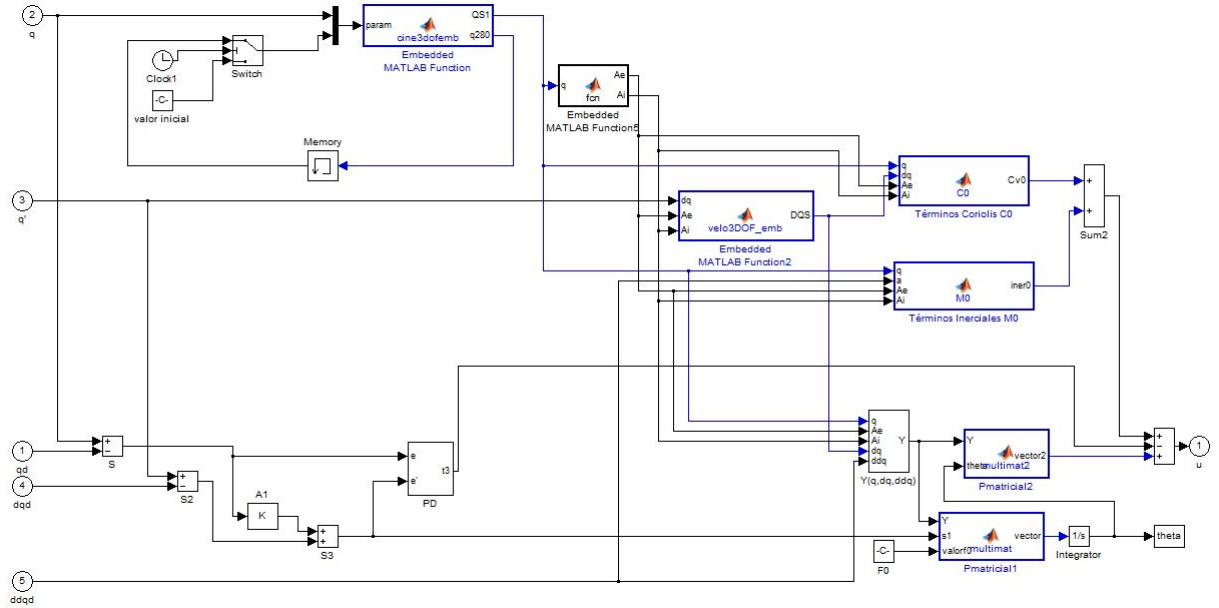 2
q
Clock1
-C-
valor inicial
Switch
param
cine3dofemb
QS1
q280
Embedded
MATLAB Function
Memory
q
fcn
Ae
Ai
Embedded
MATLAB Function5
3
q'
dq
Ae
Ai
velo3DOF_emb
DQS
Embedded
MATLAB Function2
q
dq
Ae
Ai
C0
Cv0
Términos Coriolis C0
q
a
Ae
Ai
M0
iner0
Términos Inerciales M0
+
+
Sum2
1
qd
4
dqd
+
−
S
+
−
S2
A1
K
+
+
S3
e
e'
t3
PD
q
Ae
Ai
dq
ddq
Y
Y(q,dq,ddq)
Y
theta
multimat2
vector2
Pmatricial2
Y
s1
valorf0
multimat
vector
Pmatricial1
-C-
F0
1/s
Integrator
theta
+
−
+
1
u
5
ddqd